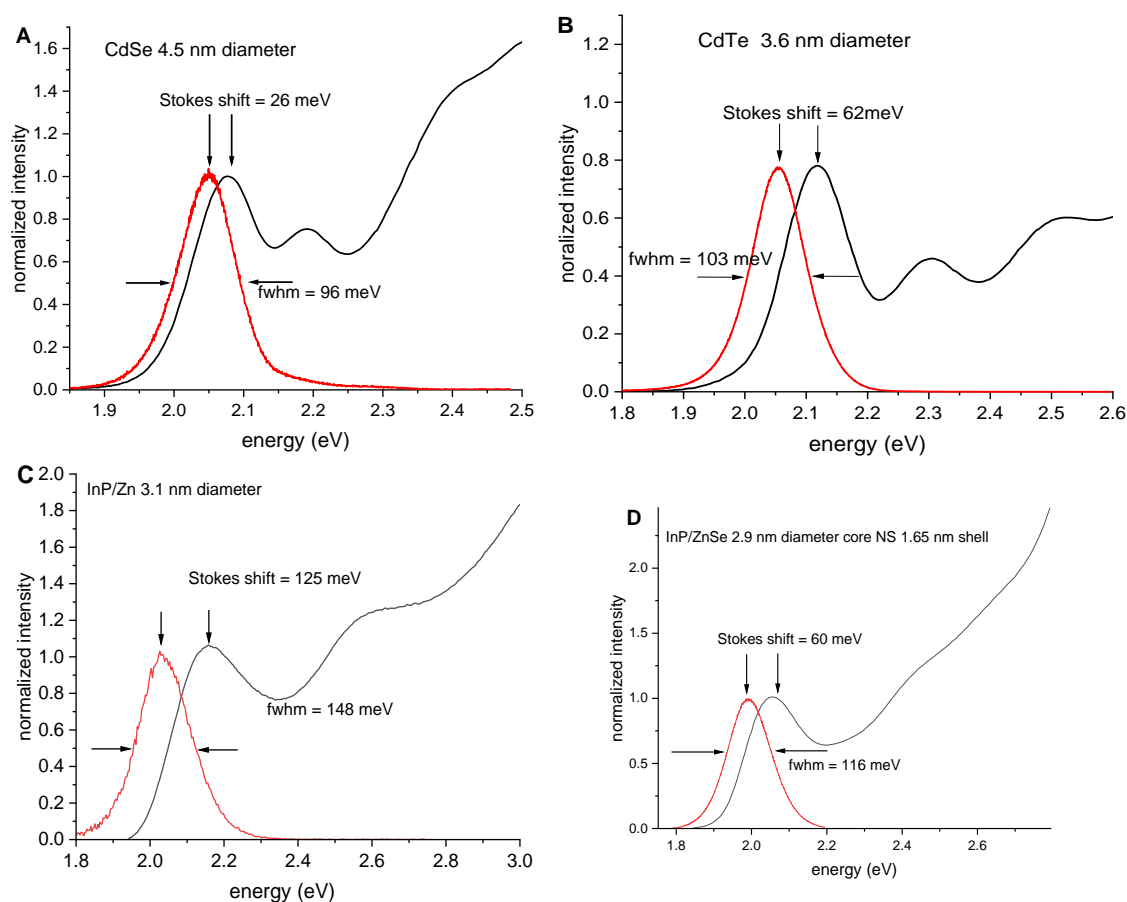 A
CdSe 4.5 nm diameter
Stokes shift = 26 meV
fwhm = 96 meV
normalized intensity
1.6
1.4
1.2
1.0
0.8
0.6
0.4
0.2
0.0
1.9 2.0 2.1 2.2 2.3 2.4 2.5
energy (eV)
B
CdTe 3.6 nm diameter
Stokes shift = 62meV
fwhm = 103 meV
noralized intensity
1.2
1.0
0.8
0.6
0.4
0.2
0.0
1.8 1.9 2.0 2.1 2.2 2.3 2.4 2.5 2.6
energy (eV)
C
InP/Zn 3.1 nm diameter
Stokes shift = 125 meV
fwhm = 148 meV
normalized intensity
2.0
1.8
1.6
1.4
1.2
1.0
0.8
0.6
0.4
0.2
0.0
1.8 2.0 2.2 2.4 2.6 2.8 3.0
energy (eV)
D
InP/ZnSe 2.9 nm diameter core NS 1.65 nm shell
Stokes shift = 60 meV
fwhm = 116 meV
normalized intensity
2.0
1.5
1.0
0.5
0.0
1.8 2.0 2.2 2.4 2.6
energy (eV)